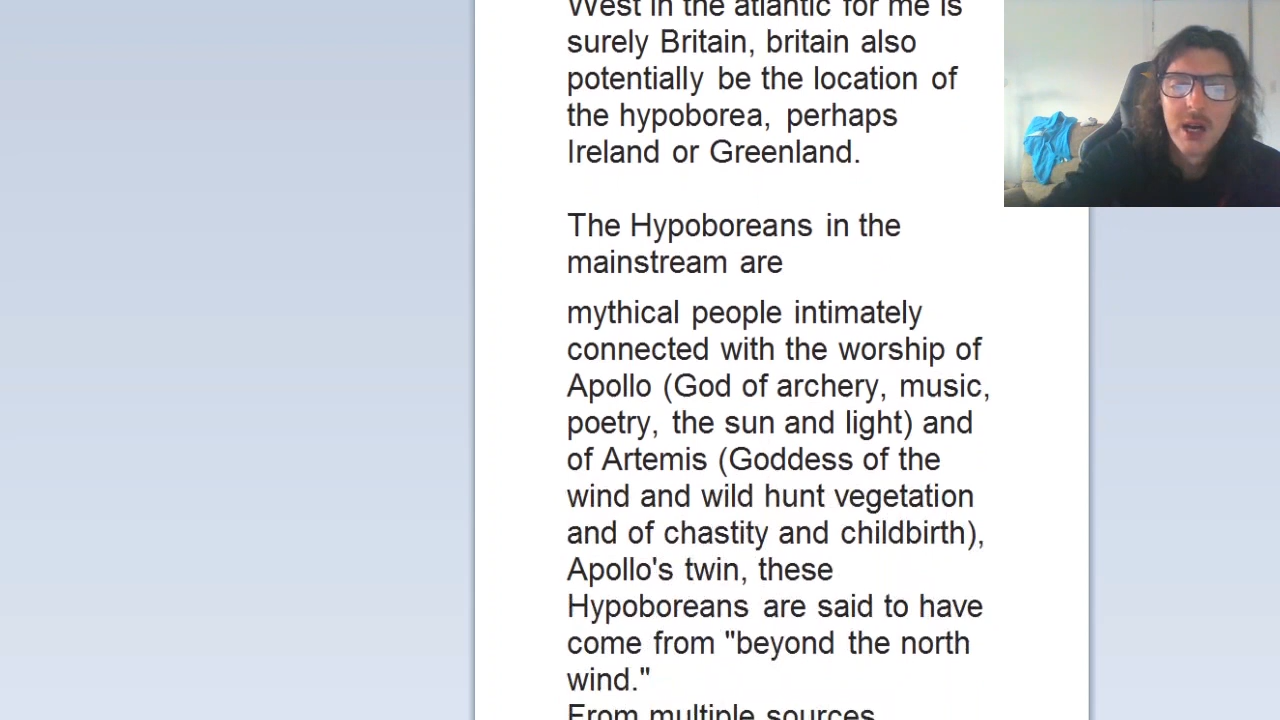 West in the atlantic for me is
surely Britain, britain also
potentially be the location of
the hypoborea, perhaps
Ireland or Greenland.
The Hypoboreans in the
mainstream are
mythical people intimately
connected with the worship of
Apollo (God of archery, music,
poetry, the sun and light) and
of Artemis (Goddess of the
wind and wild hunt vegetation
and of chastity and childbirth),
Apollo's twin, these
Hypoboreans are said to have
come from "beyond the north
wind."
From multiple sources